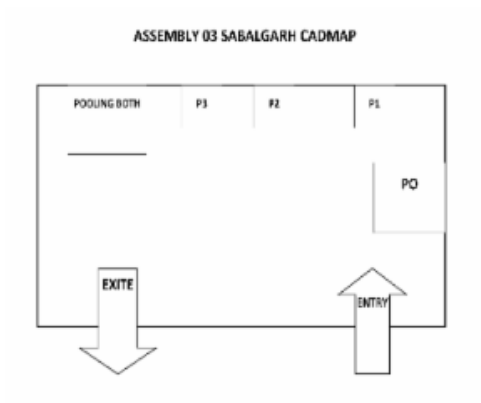 ASSEMBLY 03 SABALGARH CADMAP
POOLING BOTH P3 P2 P1
PO
EXITE
ENTRY